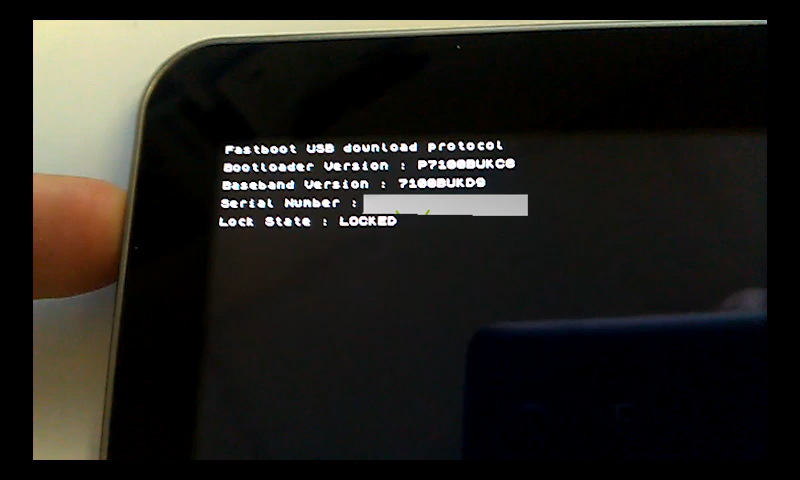 Fastboot USB download protocol
Bootloader Version : P7100BUKC8
Baseband Version : 7100BUKD9
Serial Number :
Lock State : LOCKED